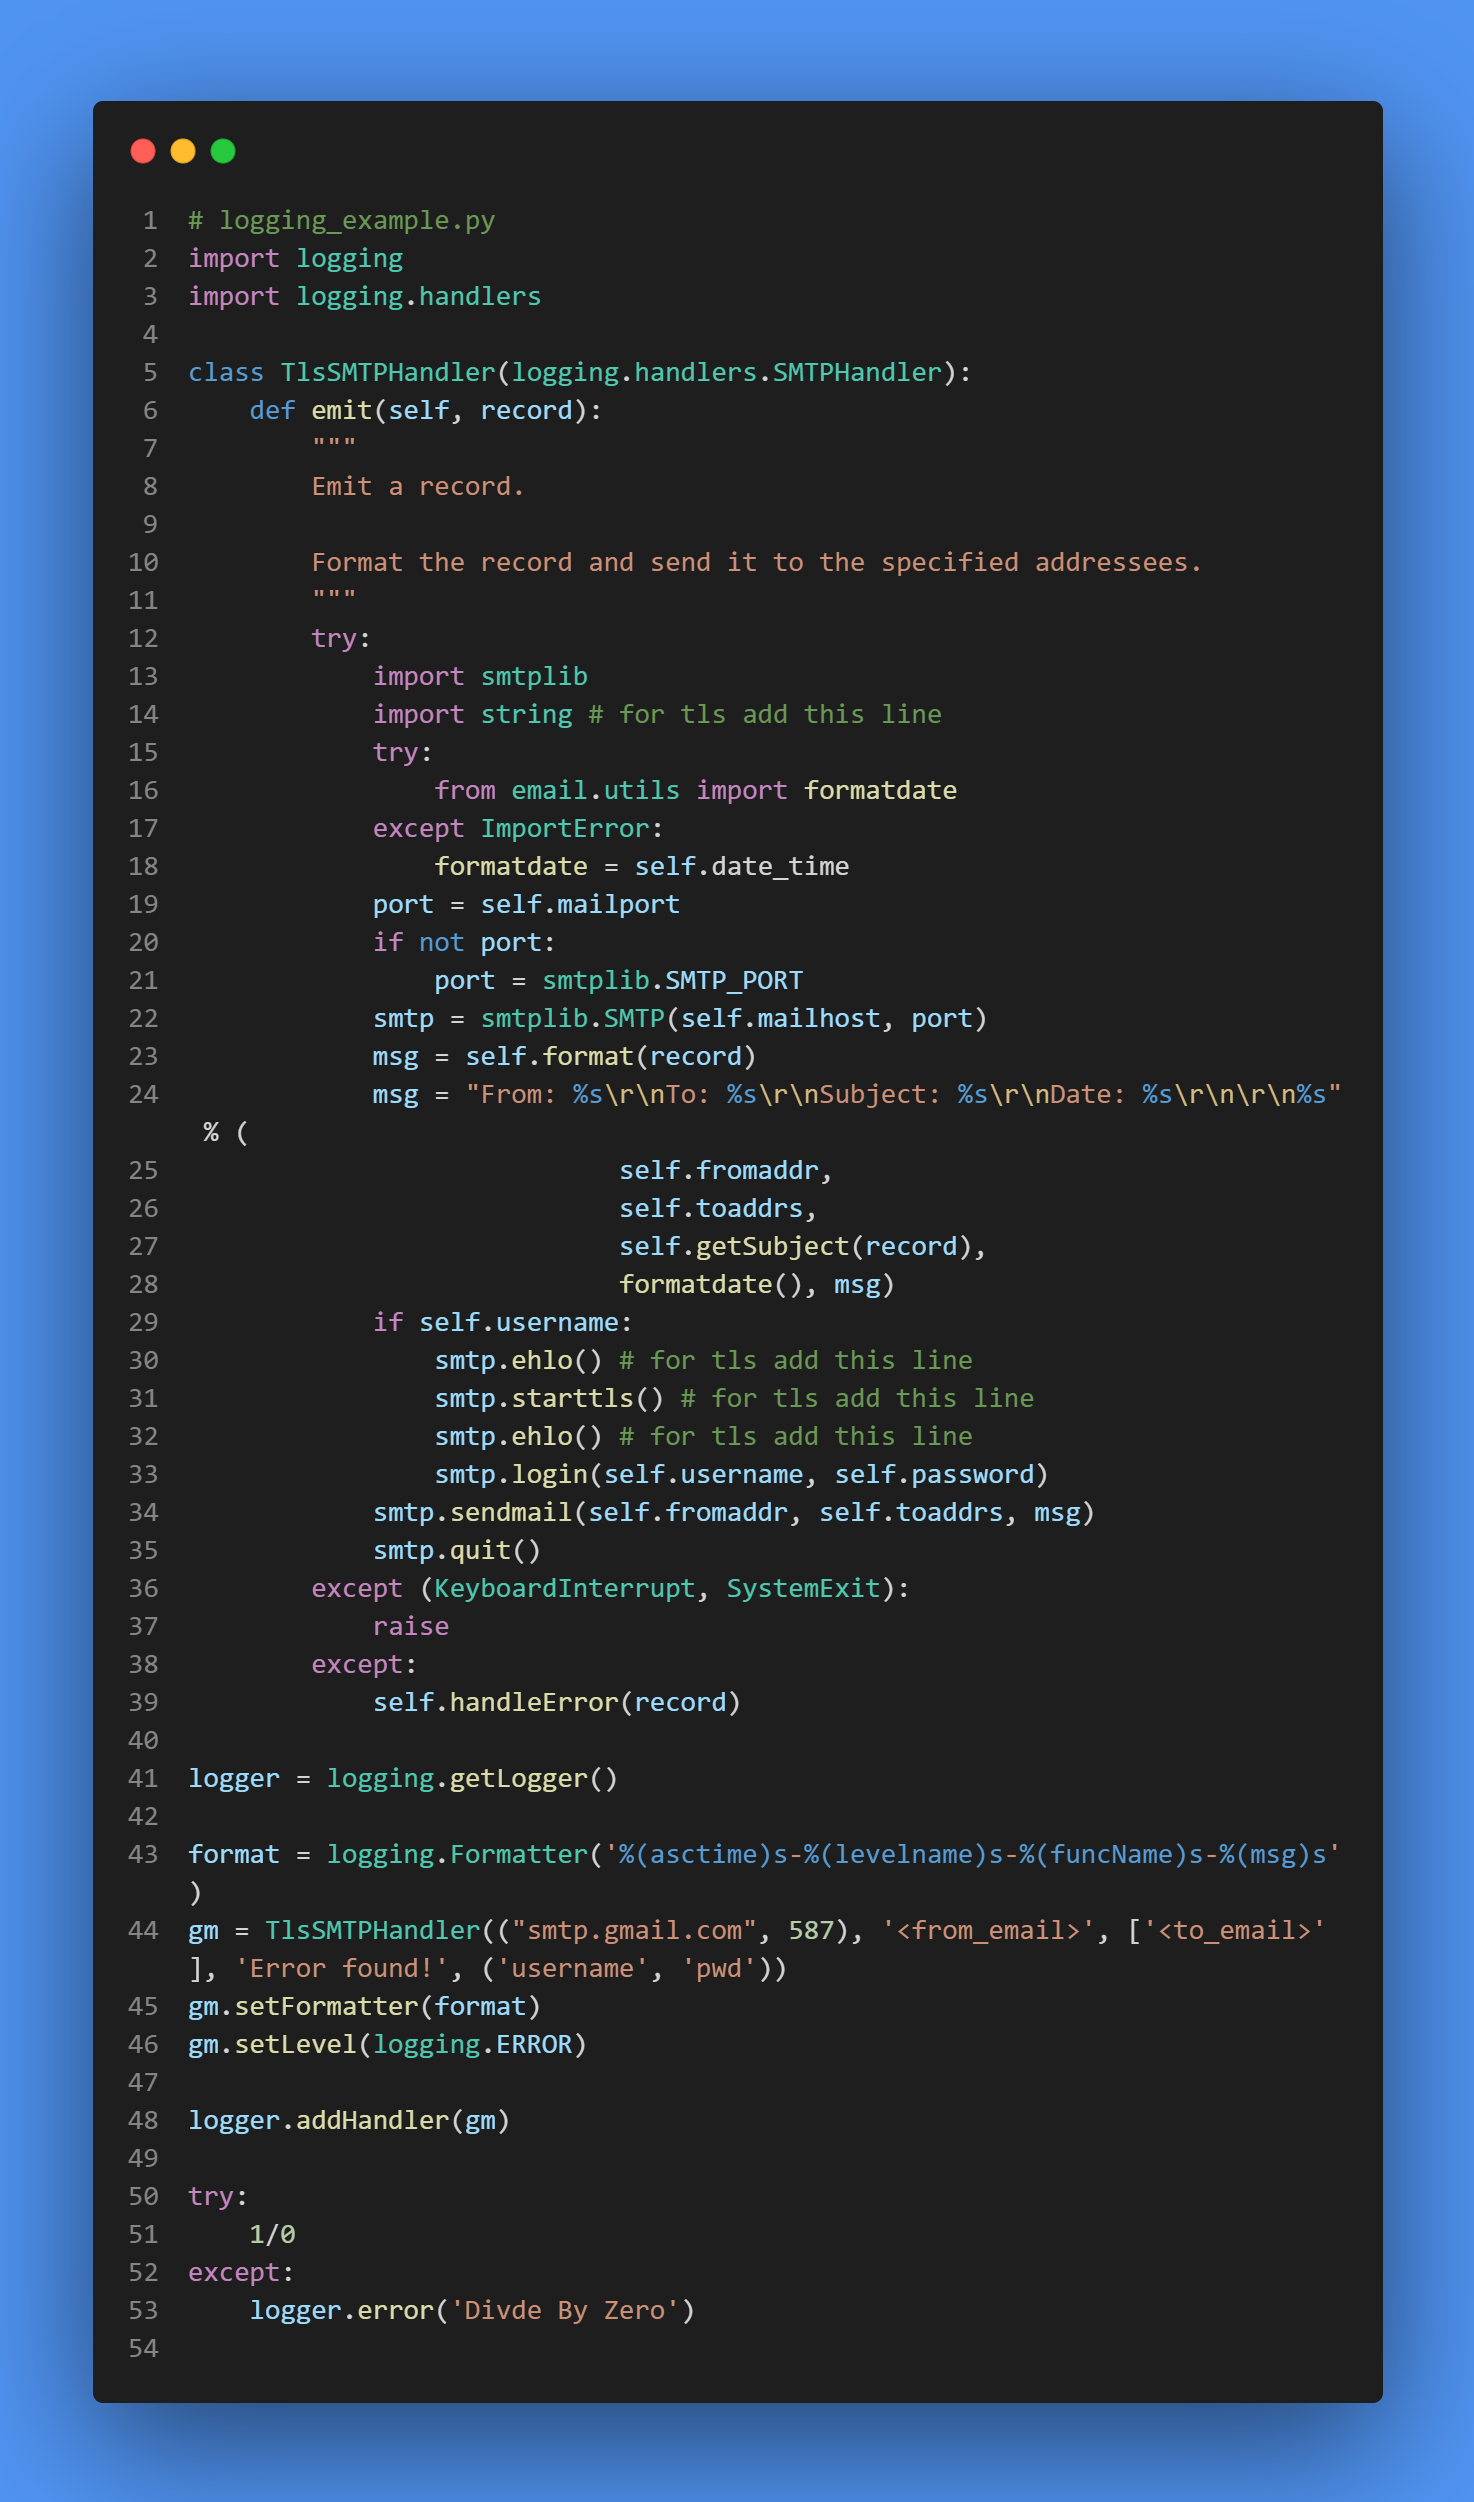 1 # logging_example.py
2 import logging
3 import logging.handlers
4
5 class TlsSMTPHandler(logging.handlers.SMTPHandler):
6     def emit(self, record):
7         """
8         Emit a record.
9
10         Format the record and send it to the specified addressees.
11         """
12         try:
13             import smtplib
14             import string # for tls add this line
15             try:
16                 from email.utils import formatdate
17             except ImportError:
18                 formatdate = self.date_time
19             port = self.mailport
20             if not port:
21                 port = smtplib.SMTP_PORT
22             smtp = smtplib.SMTP(self.mailhost, port)
23             msg = self.format(record)
24             msg = "From: %s\r\nTo: %s\r\nSubject: %s\r\nDate: %s\r\n\r\n%s"
 % (
25                             self.fromaddr,
26                             self.toaddrs,
27                             self.getSubject(record),
28                             formatdate(), msg)
29             if self.username:
30                 smtp.ehlo() # for tls add this line
31                 smtp.starttls() # for tls add this line
32                 smtp.ehlo() # for tls add this line
33                 smtp.login(self.username, self.password)
34             smtp.sendmail(self.fromaddr, self.toaddrs, msg)
35             smtp.quit()
36         except (KeyboardInterrupt, SystemExit):
37             raise
38         except:
39             self.handleError(record)
40
41 logger = logging.getLogger()
42
43 format = logging.Formatter('%(asctime)s-%(levelname)s-%(funcName)s-%(msg)s'
)
44 gm = TlsSMTPHandler(("smtp.gmail.com", 587), '<from_email>', ['<to_email>'
], 'Error found!', ('username', 'pwd'))
45 gm.setFormatter(format)
46 gm.setLevel(logging.ERROR)
47
48 logger.addHandler(gm)
49
50 try:
51     1/0
52 except:
53     logger.error('Divde By Zero')
54